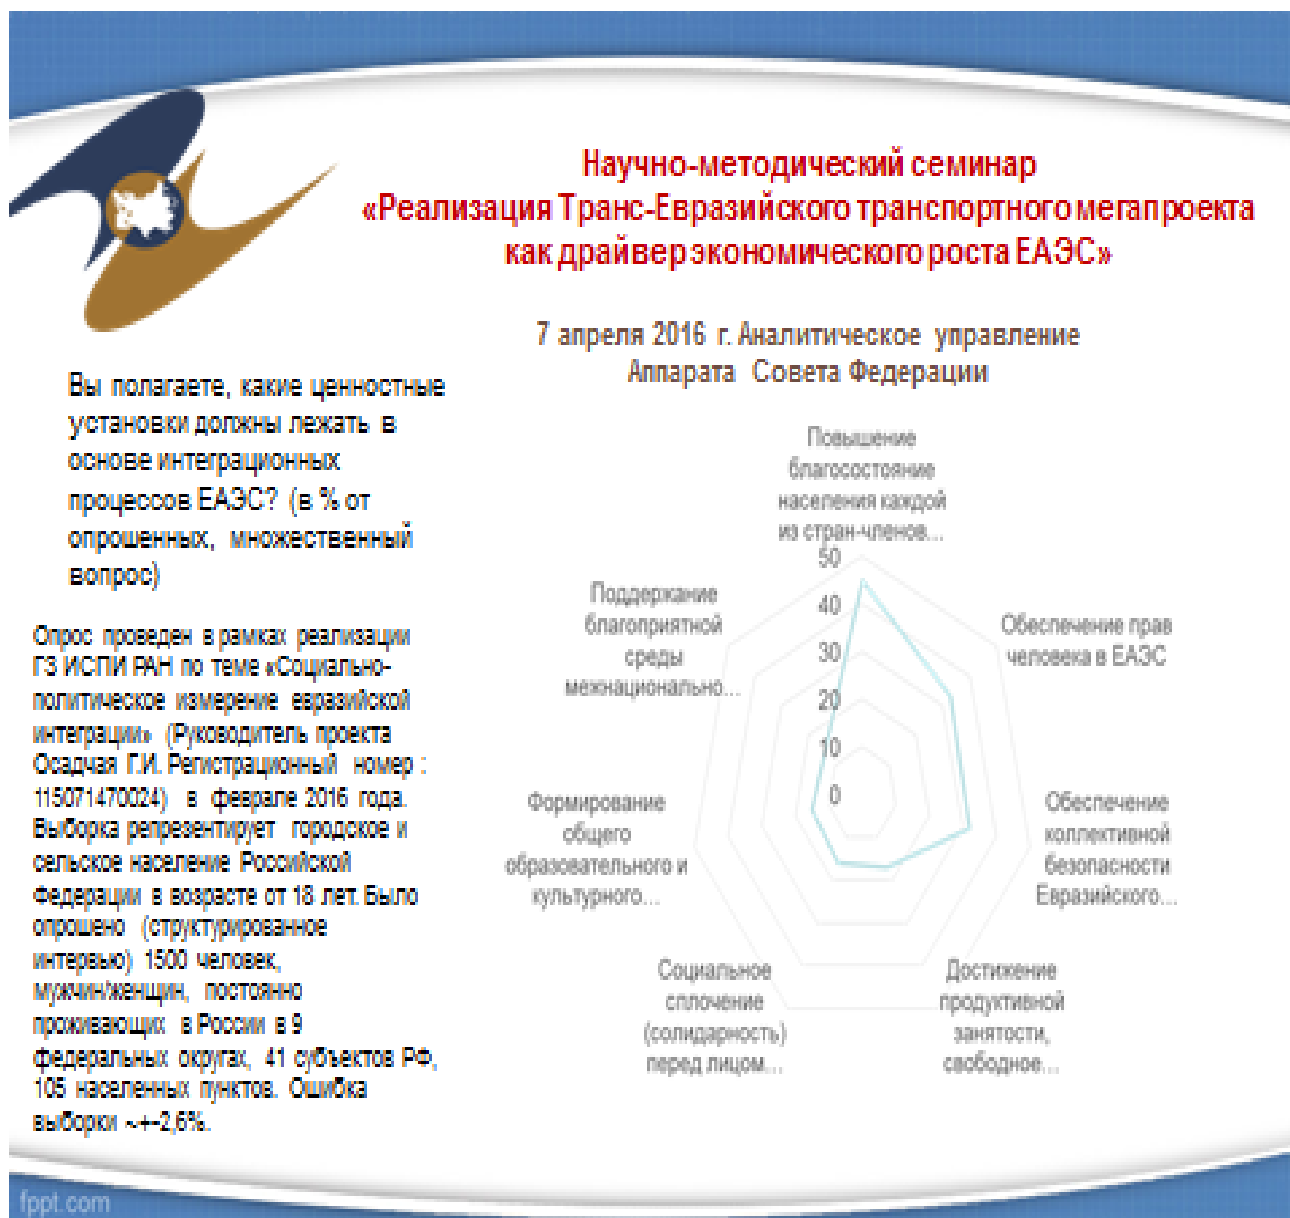 Научно-методический семинар
«Реализация Транс-Евразийского транспортного мегапроекта
как драйвер экономического роста ЕАЭС»
7 апреля 2016 г. Аналитическое управление
Аппарата Совета Федерации
Вы полагаете, какие ценностные
установки должны лежать в
основе интеграционных
процессов ЕАЭС? (в % от
опрошенных, множественный
вопрос)
Опрос проведен в рамках реализации
ГЗ ИСПИ РАН по теме «Социально-
политическое измерение евразийской
интеграции» (Руководитель проекта
Осадчая Г.И. Регистрационный номер :
115071470024) в феврале 2016 года.
Выборка репрезентирует городское и
сельское население Российской
Федерации в возрасте от 18 лет. Было
опрошено (структурированное
интервью) 1500 человек,
мужчин/женщин, постоянно
проживающих в России в 9
федеральных округах, 41 субъектов РФ,
105 населенных пунктов. Ошибка
выборки ~+-2,6%.
Повышение
благосостояние
населения каждой
из стран-членов...
50
40
30
20
10
0
Обеспечение прав
человека в ЕАЭС
Обеспечение
коллективной
безопасности
Евразийского...
Достижение
продуктивной
занятости,
свободное...
Социальное
сплочение
(солидарность)
перед лицом...
Формирование
общего
образовательного и
культурного...
Поддержание
благоприятной
среды
межнационально...
fppt.com